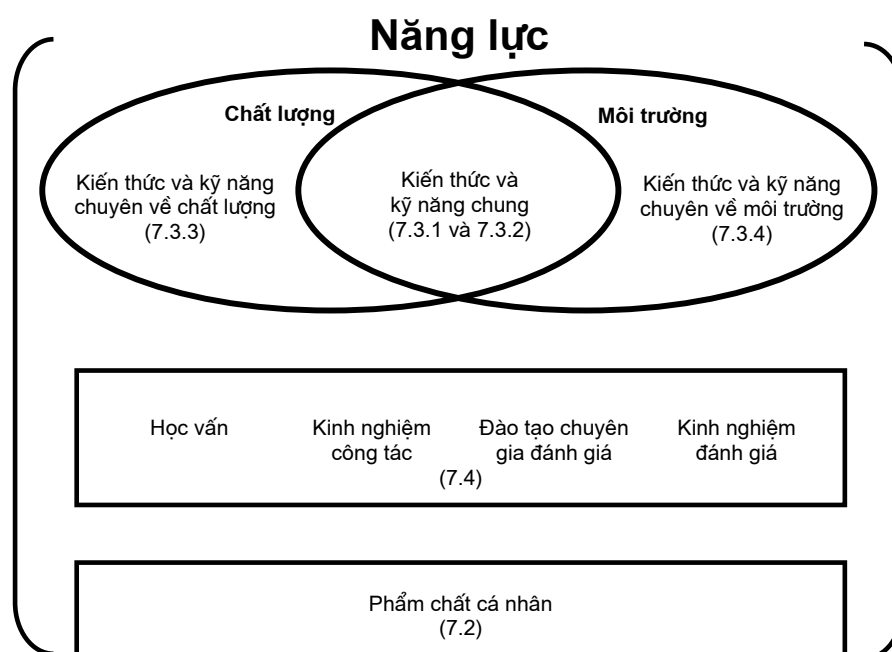 Năng lực
Chất lượng
Môi trường
Kiến thức và kỹ năng
chuyên về chất lượng
(7.3.3)
Kiến thức và
kỹ năng chung
(7.3.1 và 7.3.2)
Kiến thức và kỹ năng
chuyên về môi trường
(7.3.4)
Học vấn
Kinh nghiệm
công tác
Đào tạo chuyên
gia đánh giá
Kinh nghiệm
đánh giá
(7.4)
Phẩm chất cá nhân
(7.2)